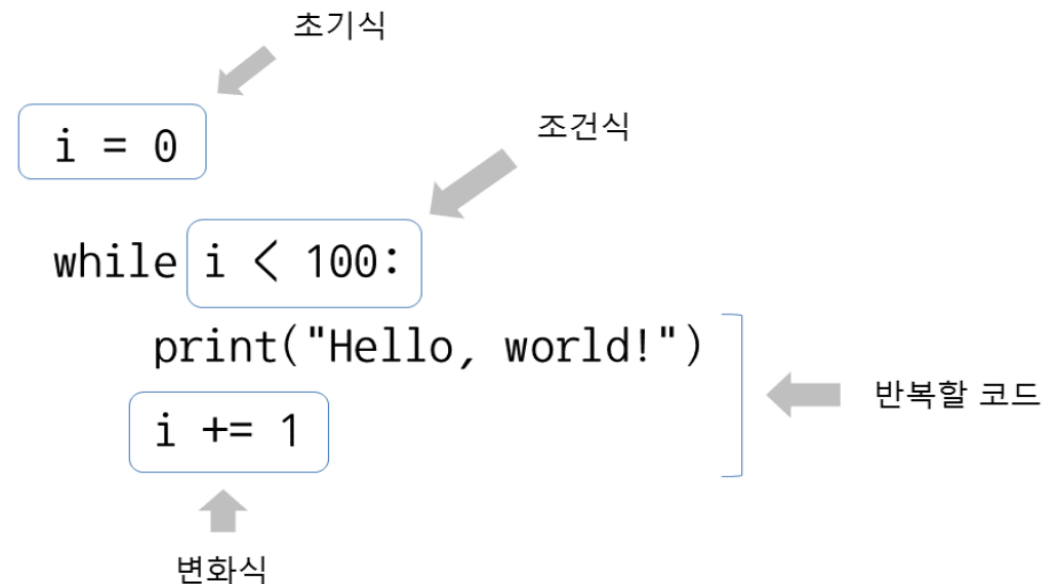 초기식
i = 0
조건식
while i < 100:
print("Hello, world!")
반복할 코드
i += 1
변화식